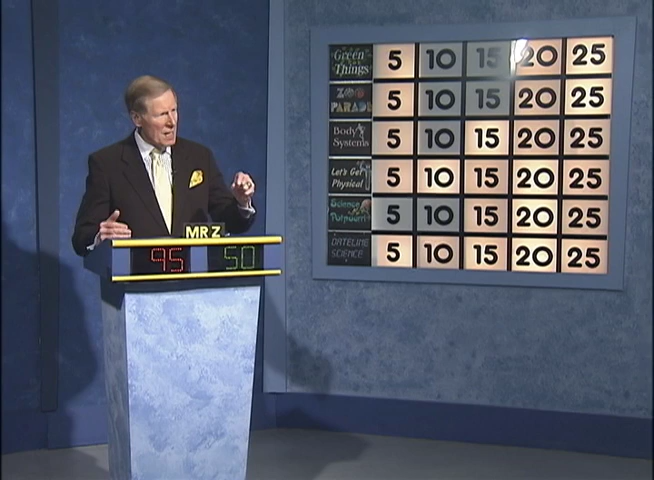 Green Things 5 10 15 20 25
ZOO PARADE 5 10 15 20 25
Body Systems 5 10 15 20 25
Let's Get Physical 5 10 15 20 25
Science Potpourri 5 10 15 20 25
DATELINE SCIENCE 5 10 15 20 25
MR Z
95 50